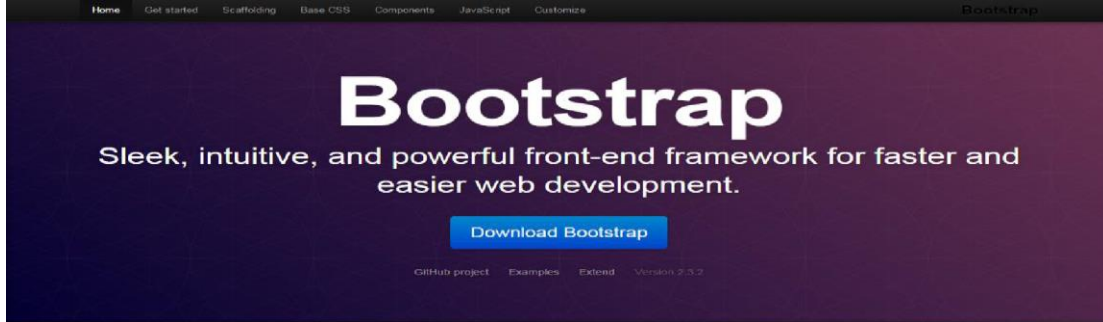 Home Get started Scaffolding Base CSS Components JavaScript Customize Bootstrap
Bootstrap
Sleek, intuitive, and powerful front-end framework for faster and
easier web development.
Download Bootstrap
GitHub project Examples Extend Version 2.3.2